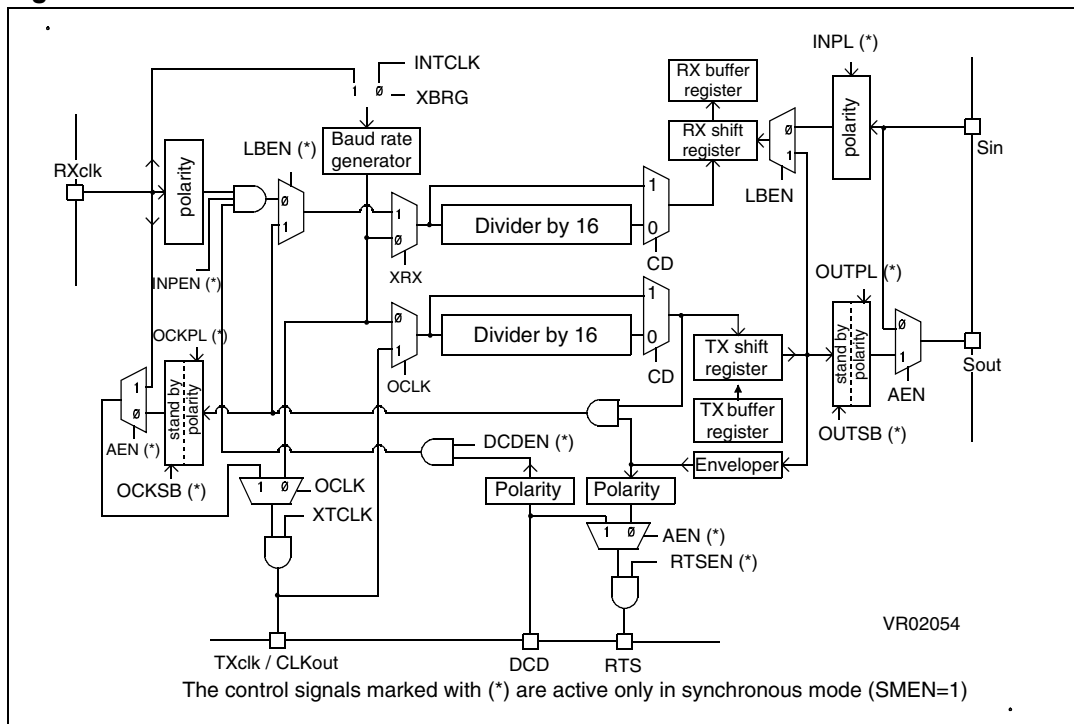 INPL (*)
INTCLK
1 0
XBRG
RX buffer
register
Baud rate
generator
RX shift
register
0
1
polarity
Sin
LBEN (*)
RXclk
polarity
0
1
1
0
XRX
Divider by 16
1
0
CD
LBEN
INPEN (*)
OUTPL (*)
OCKPL (*)
0
1
OCLK
Divider by 16
1
0
CD
TX shift
register
stand by
polarity
0
1
AEN
Sout
1
0
AEN (*)
stand by
polarity
TX buffer
register
OUTSB (*)
DCDEN (*)
Enveloper
OCKSB (*)
1 0
OCLK
Polarity
Polarity
XTCLK
1 0
AEN (*)
RTSEN (*)
VR02054
TXclk / CLKout
DCD
RTS
The control signals marked with (*) are active only in synchronous mode (SMEN=1)